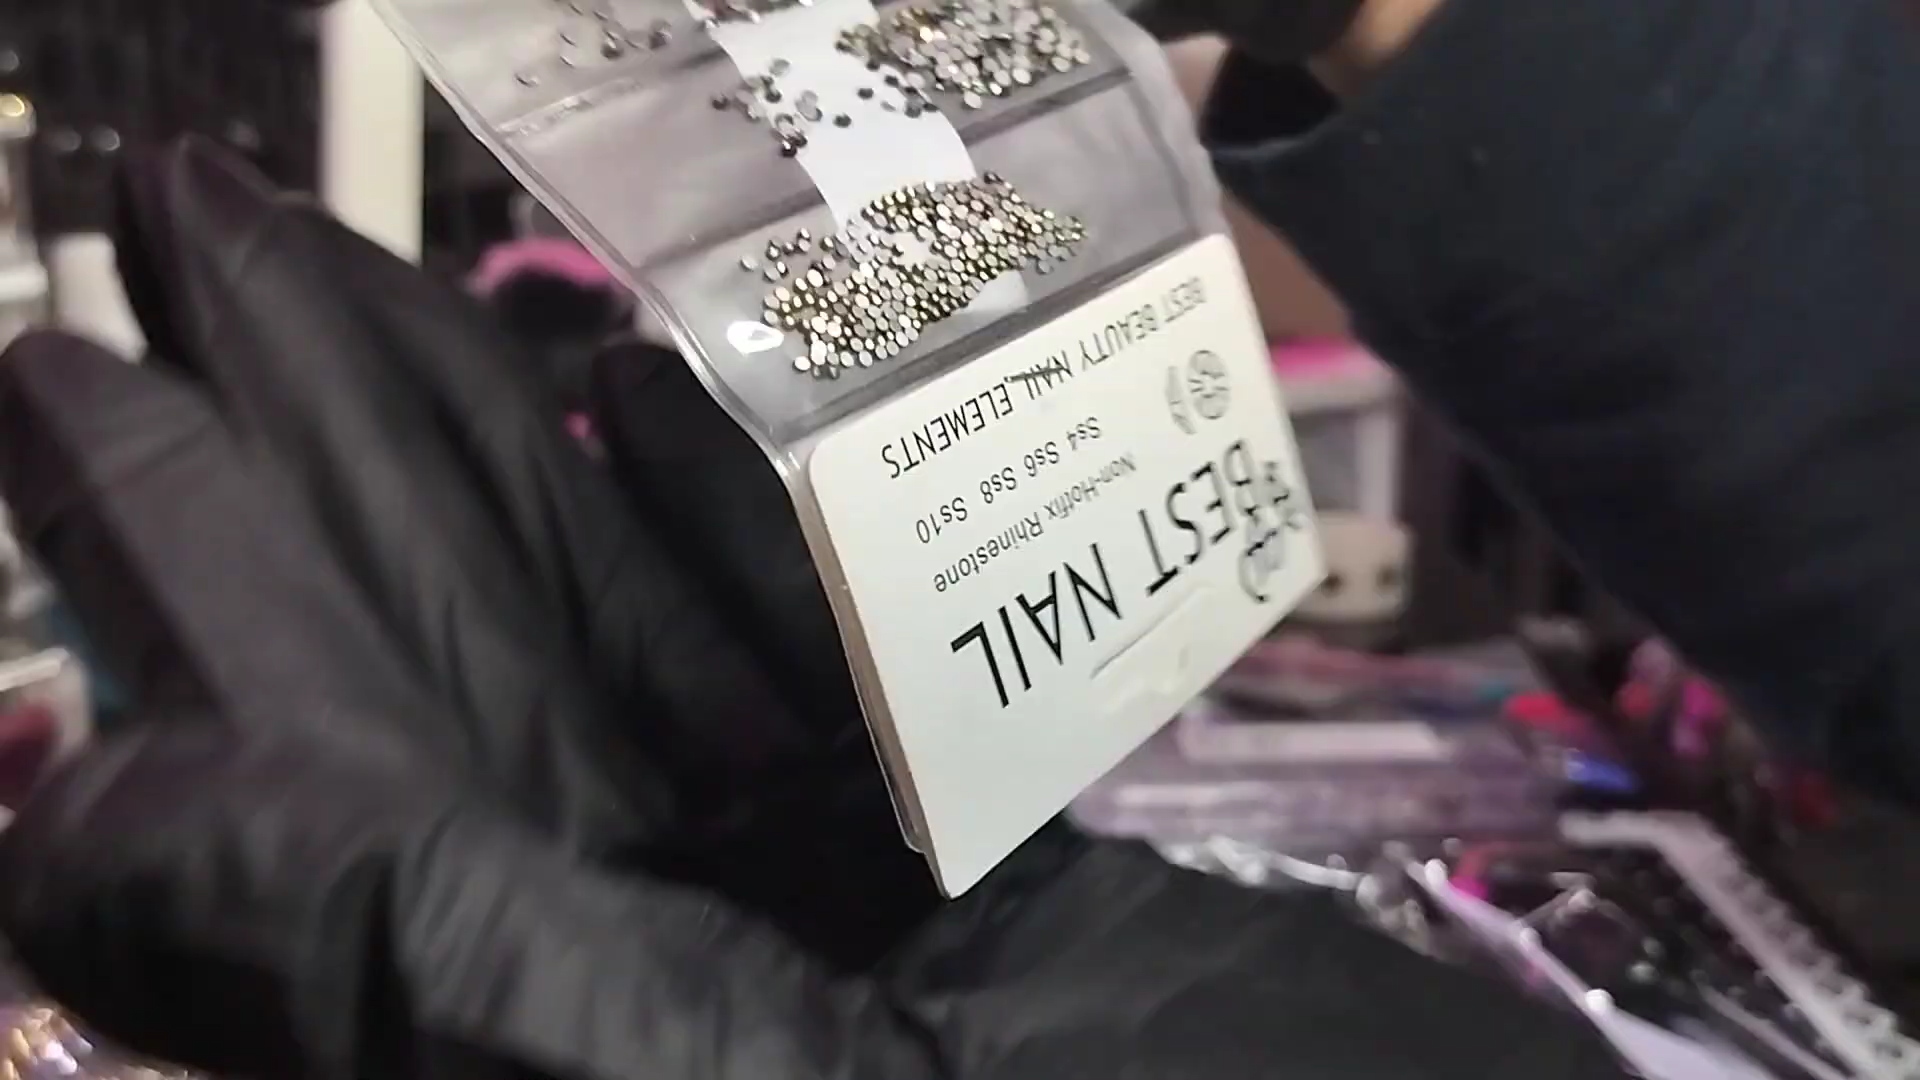 BEST NAIL
Non-Hotfix Rhinestone
Ss4 Ss6 Ss8 Ss10
BEST BEAUTY NAIL ELEMENTS